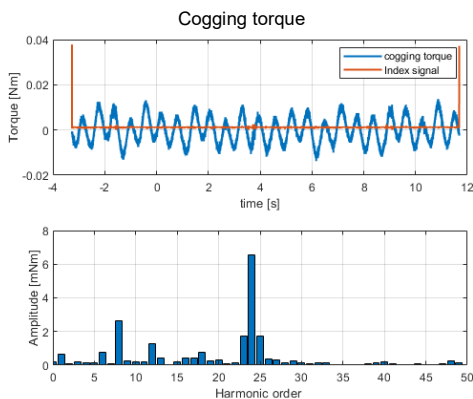 Cogging torque
0.04
0.02
0
-0.02
Torque [Nm]
cogging torque
Index signal
-4 -2 0 2 4 6 8 10 12
time [s]
8
6
4
2
0
Amplitude [mNm]
0 5 10 15 20 25 30 35 40 45 50
Harmonic order